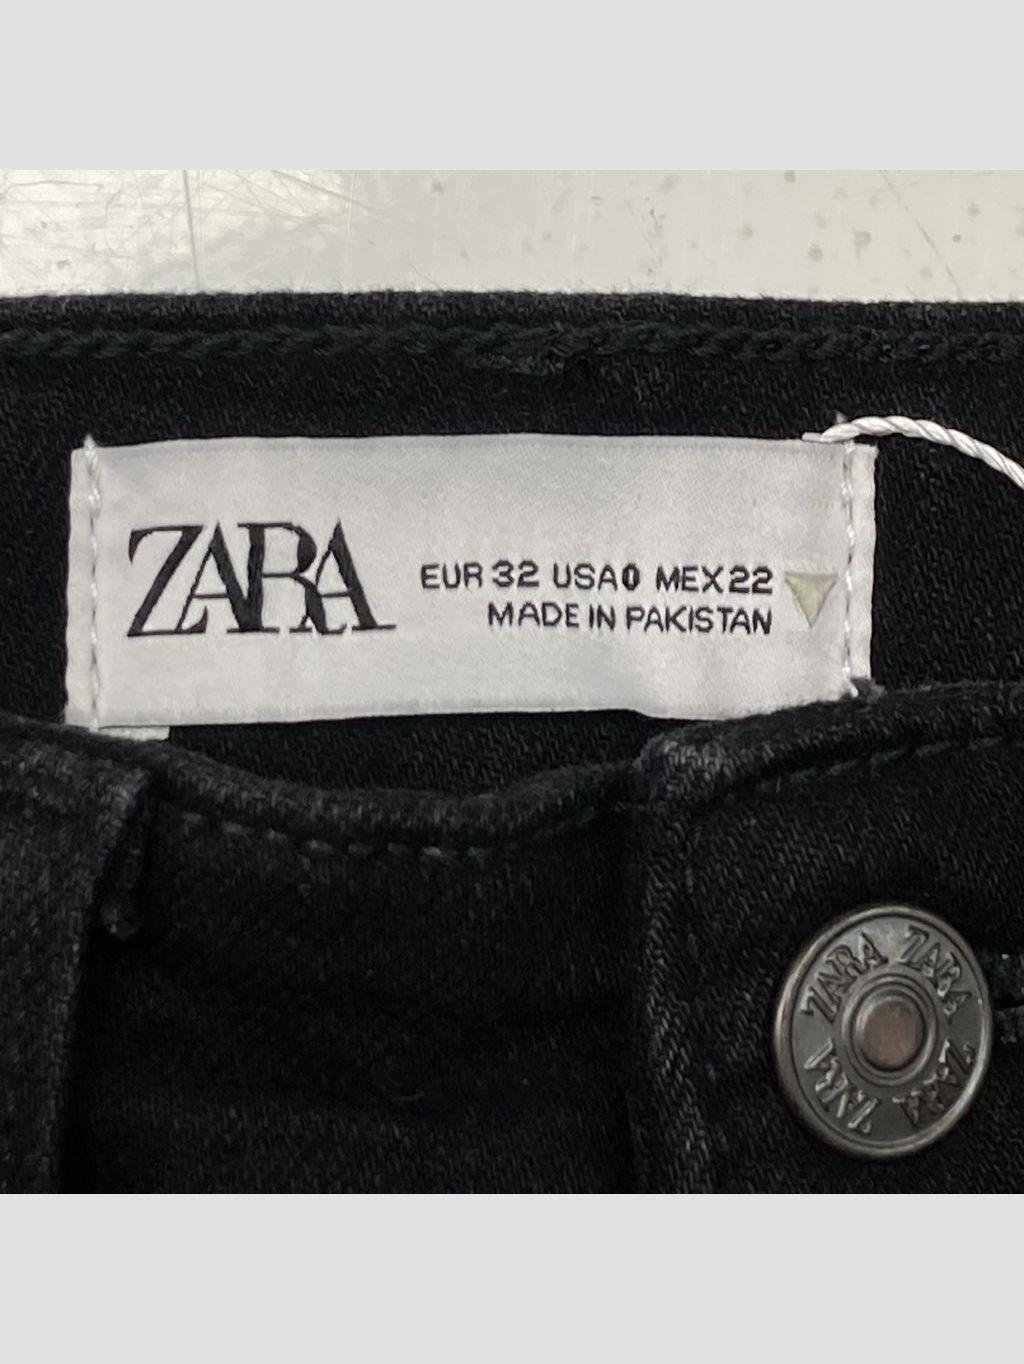 ZARA
EUR 32 USA 0 MEX 22
MADE IN PAKISTAN
ZARA ZARA ZARA ZARA